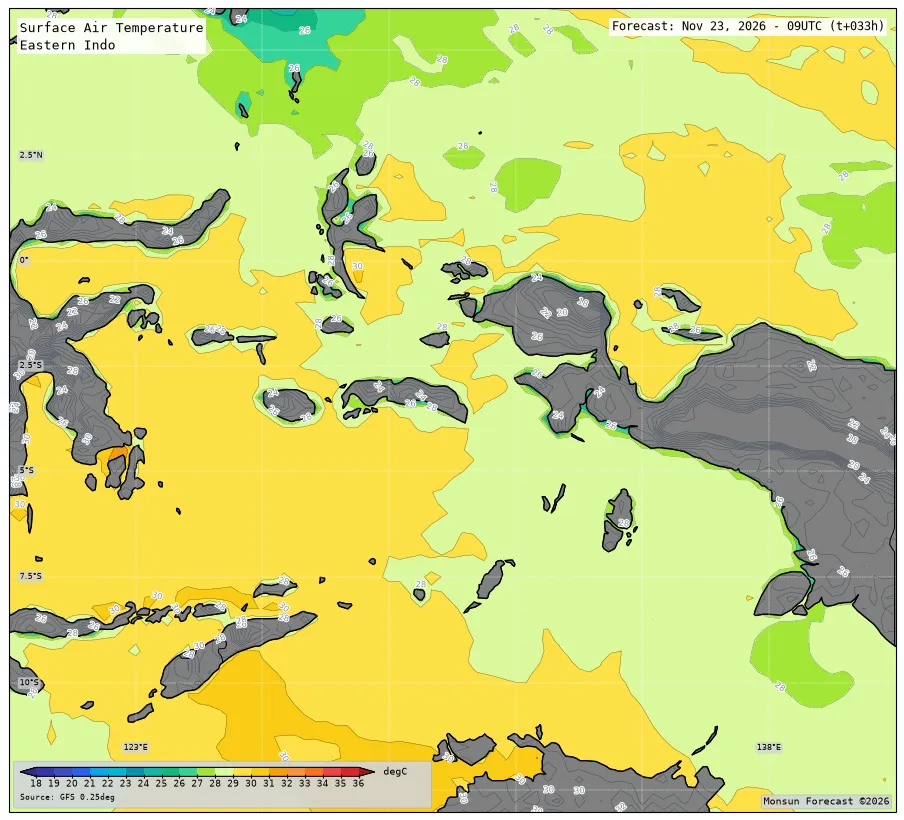 Surface Air Temperature
Eastern Indo
Forecast: Nov 23, 2026 - 09UTC (t+033h)
2.5°N
0°
2.5°S
5°S
7.5°S
10°S
123°E
138°E
18 19 20 21 22 23 24 25 26 27 28 29 30 31 32 33 34 35 36
degC
Source: GFS 0.25deg
Monsun Forecast ©2026